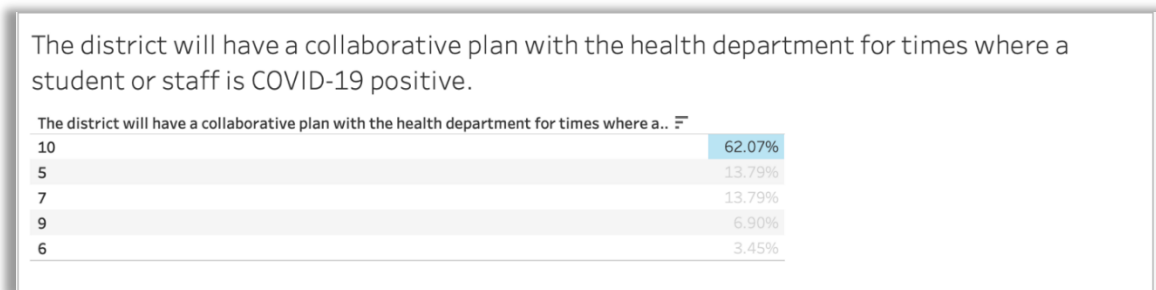 The district will have a collaborative plan with the health department for times where a
student or staff is COVID-19 positive.
The district will have a collaborative plan with the health department for times where a..
10 62.07%
5 13.79%
7 13.79%
9 6.90%
6 3.45%